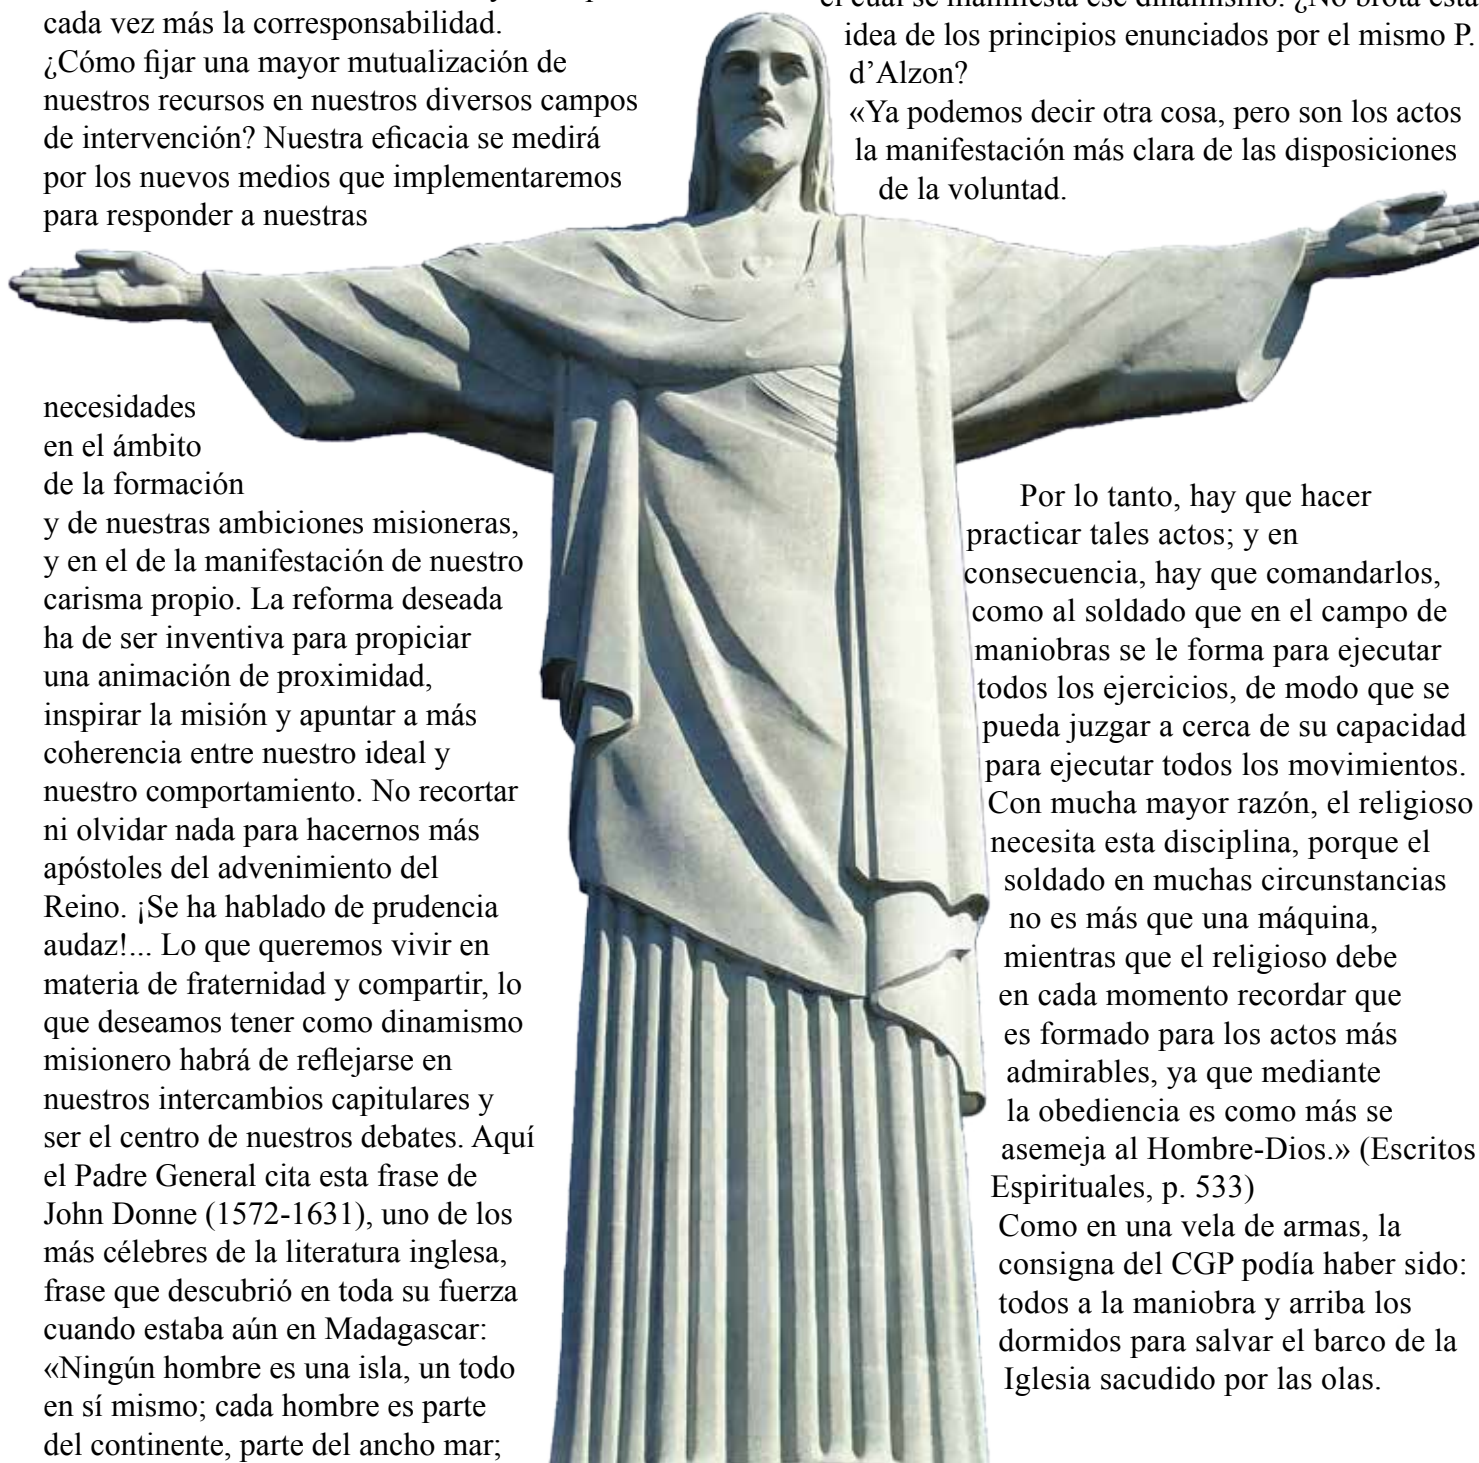 cada vez más la corresponsabilidad.
¿Cómo fijar una mayor mutualización de
nuestros recursos en nuestros diversos campos
de intervención? Nuestra eficacia se medirá
por los nuevos medios que implementaremos
para responder a nuestras
necesidades
en el ámbito
de la formación
y de nuestras ambiciones misioneras,
y en el de la manifestación de nuestro
carisma propio. La reforma deseada
ha de ser inventiva para propiciar
una animación de proximidad,
inspirar la misión y apuntar a más
coherencia entre nuestro ideal y
nuestro comportamiento. No recortar
ni olvidar nada para hacernos más
apóstoles del advenimiento del
Reino. ¡Se ha hablado de prudencia
audaz!... Lo que queremos vivir en
materia de fraternidad y compartir, lo
que deseamos tener como dinamismo
misionero habrá de reflejarse en
nuestros intercambios capitulares y
ser el centro de nuestros debates. Aquí
el Padre General cita esta frase de
John Donne (1572-1631), uno de los
más célebres de la literatura inglesa,
frase que descubrió en toda su fuerza
cuando estaba aún en Madagascar:
«Ningún hombre es una isla, un todo
en sí mismo; cada hombre es parte
del continente, parte del ancho mar;
el cual se manifiesta ese dinamismo. ¿No brota esta
idea de los principios enunciados por el mismo P.
d’Alzon?
«Ya podemos decir otra cosa, pero son los actos
la manifestación más clara de las disposiciones
de la voluntad.
Por lo tanto, hay que hacer
practicar tales actos; y en
consecuencia, hay que comandarlos,
como al soldado que en el campo de
maniobras se le forma para ejecutar
todos los ejercicios, de modo que se
pueda juzgar a cerca de su capacidad
para ejecutar todos los movimientos.
Con mucha mayor razón, el religioso
necesita esta disciplina, porque el
soldado en muchas circunstancias
no es más que una máquina,
mientras que el religioso debe
en cada momento recordar que
es formado para los actos más
admirables, ya que mediante
la obediencia es como más se
asemeja al Hombre-Dios.» (Escritos
Espirituales, p. 533)
Como en una vela de armas, la
consigna del CGP podía haber sido:
todos a la maniobra y arriba los
dormidos para salvar el barco de la
Iglesia sacudido por las olas.